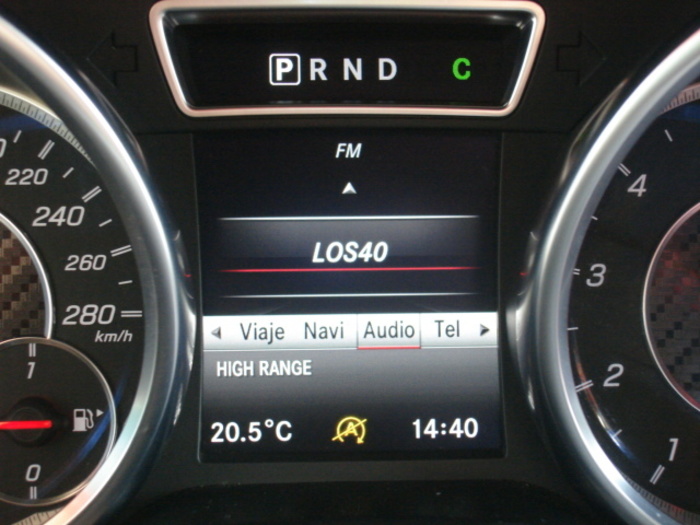 P R N D C
FM
LOS40
Viaje Navi Audio Tel
HIGH RANGE
20.5°C 14:40
220
240
260
280
km/h
1
0
4
3
2
1